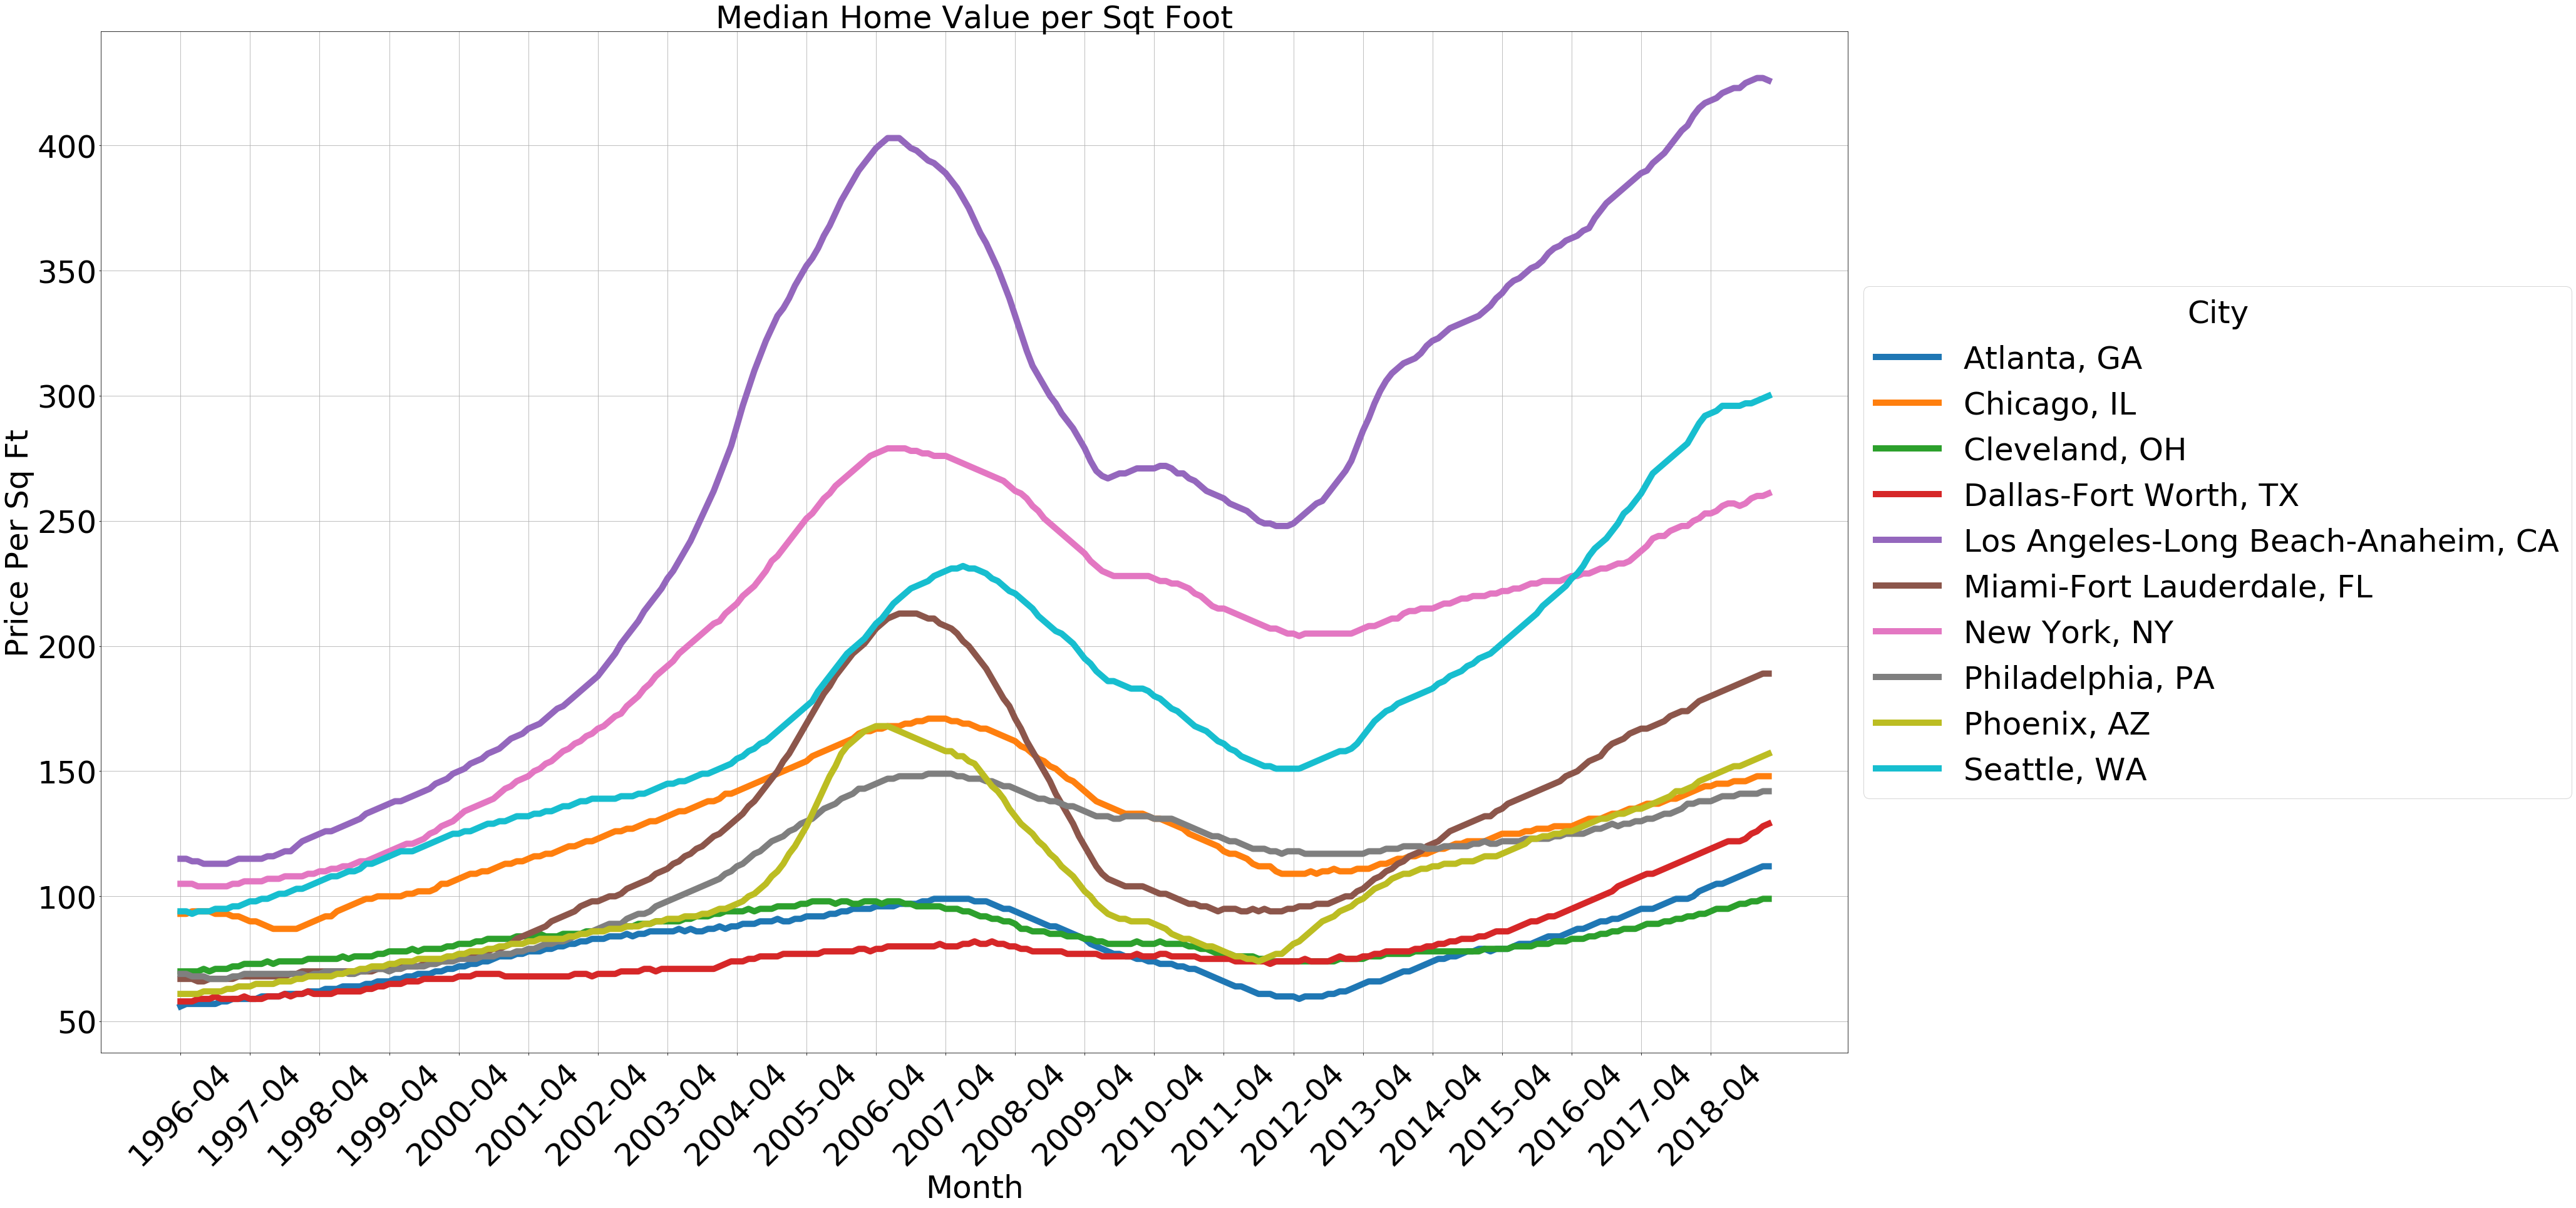 Median Home Value per Sqt Foot
Price Per Sq Ft
400
350
300
250
200
150
100
50
1996-04
1997-04
1998-04
1999-04
2000-04
2001-04
2002-04
2003-04
2004-04
2005-04
2006-04
2007-04
2008-04
2009-04
2010-04
2011-04
2012-04
2013-04
2014-04
2015-04
2016-04
2017-04
2018-04
Month
City
Atlanta, GA
Chicago, IL
Cleveland, OH
Dallas-Fort Worth, TX
Los Angeles-Long Beach-Anaheim, CA
Miami-Fort Lauderdale, FL
New York, NY
Philadelphia, PA
Phoenix, AZ
Seattle, WA